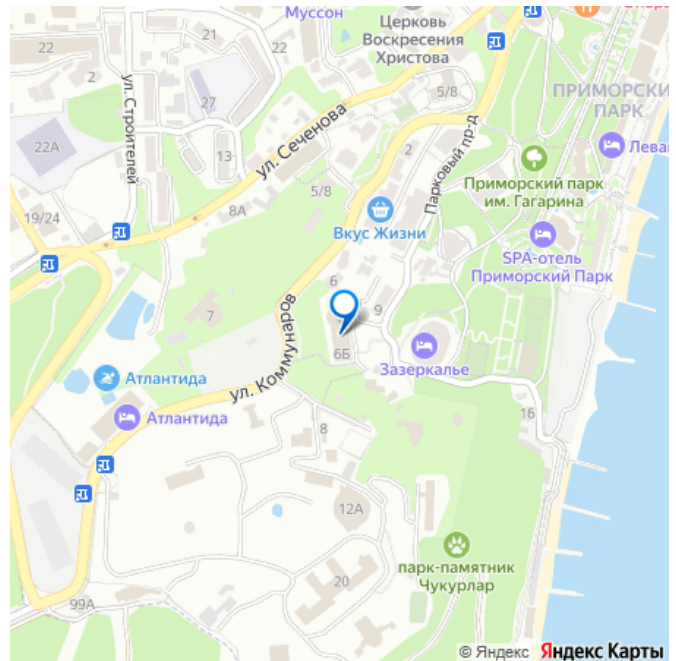 Муссон
Церковь
Воскресения
Христова
22
21
22
2
ул. Строителей
27
22А
13
ул. Сеченова
5/8
ПРИМОРСКИ
ПАРК
Лева
2
Парковый пр-д
Приморский парк
им. Гагарина
5/8
19/24
8А
Вкус Жизни
SPA-отель
Приморский Парк
6
7
9
6Б
Зазеркалье
ул. Коммунаров
Атлантида
Атлантида
16
8
12А
парк-памятник
Чукурлар
20
99А
© Яндекс Яндекс Карты